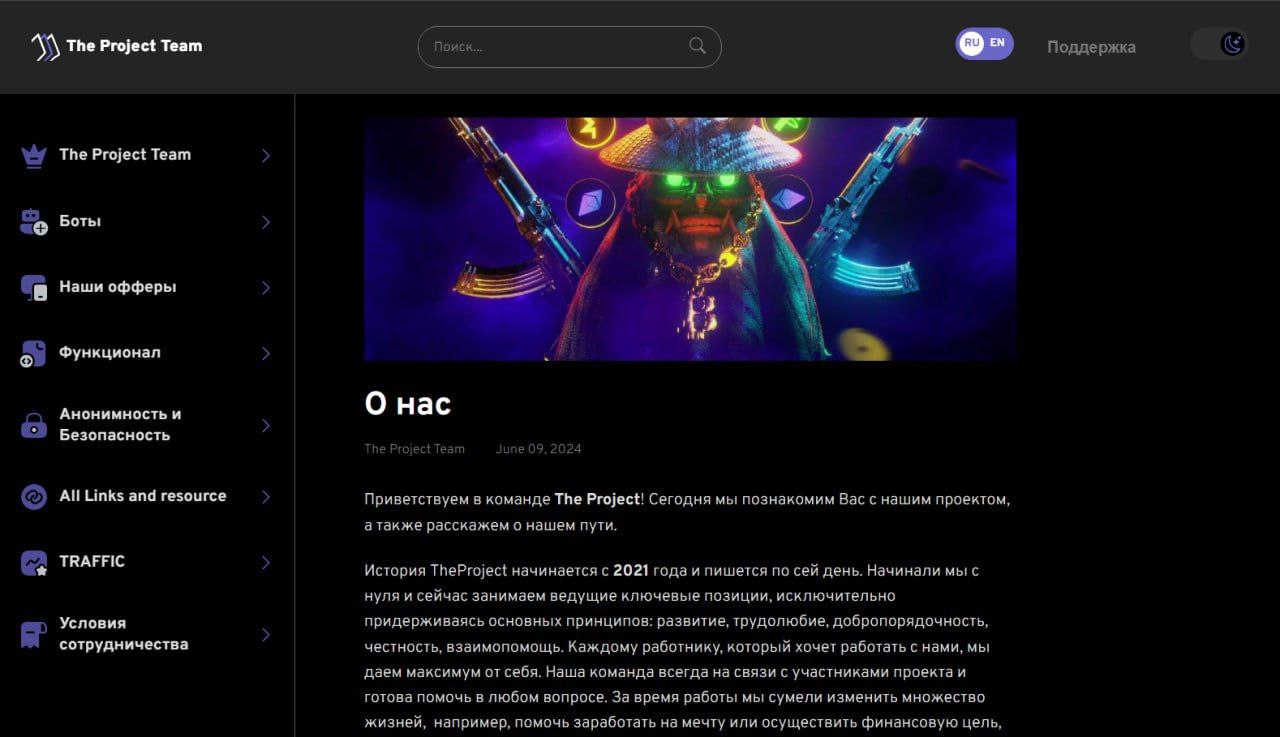 The Project Team
Поиск...
RU EN
Поддержка
The Project Team
Боты
Наши офферы
Функционал
Анонимность и
Безопасность
All Links and resource
TRAFFIC
Условия
сотрудничества
О нас
The Project Team June 09, 2024
Приветствуем в команде The Project! Сегодня мы познакомим Вас с нашим проектом,
а также расскажем о нашем пути.
История TheProject начинается с 2021 года и пишется по сей день. Начинали мы с
нуля и сейчас занимаем ведущие ключевые позиции, исключительно
придерживаясь основных принципов: развитие, трудолюбие, добропорядочность,
честность, взаимопомощь. Каждому работнику, который хочет работать с нами, мы
даем максимум от себя. Наша команда всегда на связи с участниками проекта и
готова помочь в любом вопросе. За время работы мы сумели изменить множество
жизней, например, помочь заработать на мечту или осуществить финансовую цель,